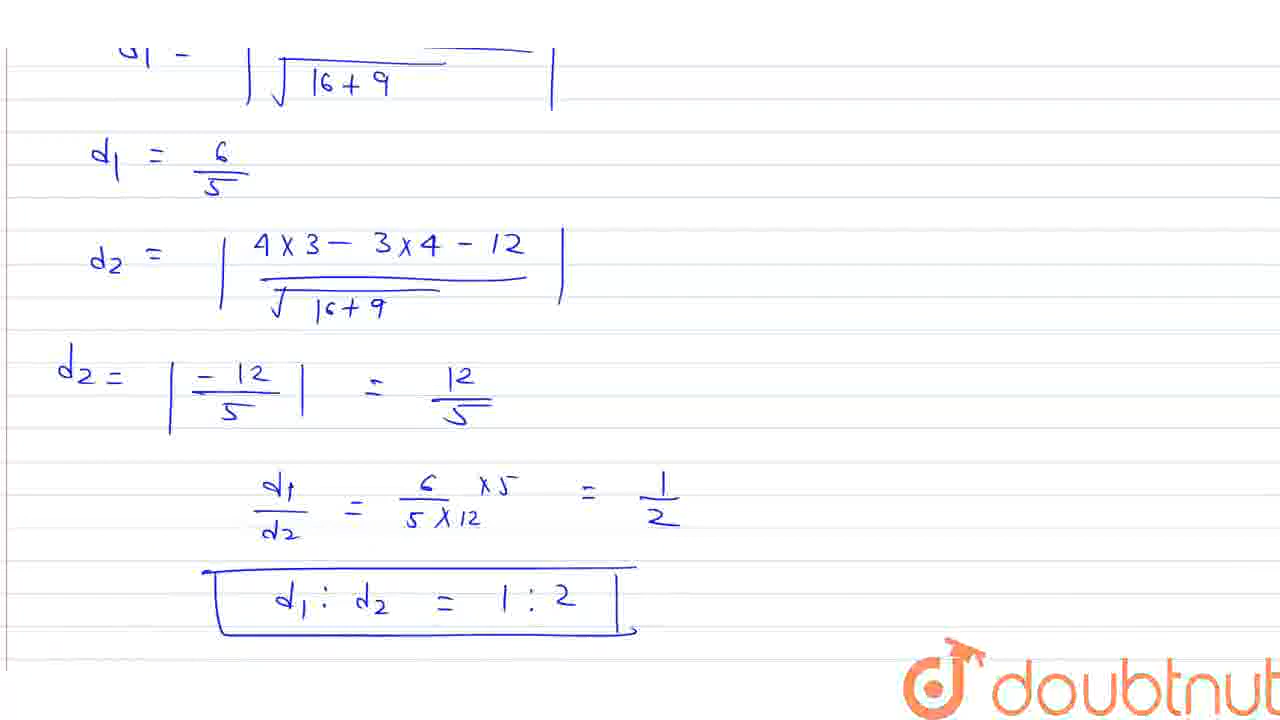 d1 = | / √16 + 9 |
d1 = 6/5
d2 = | (4 × 3 − 3 × 4 − 12) / √16 + 9 |
d2 = | −12/5 | = 12/5
d1/d2 = 6/(5 × 12) × 5 = 1/2
d1 : d2 = 1 : 2
doubtnut